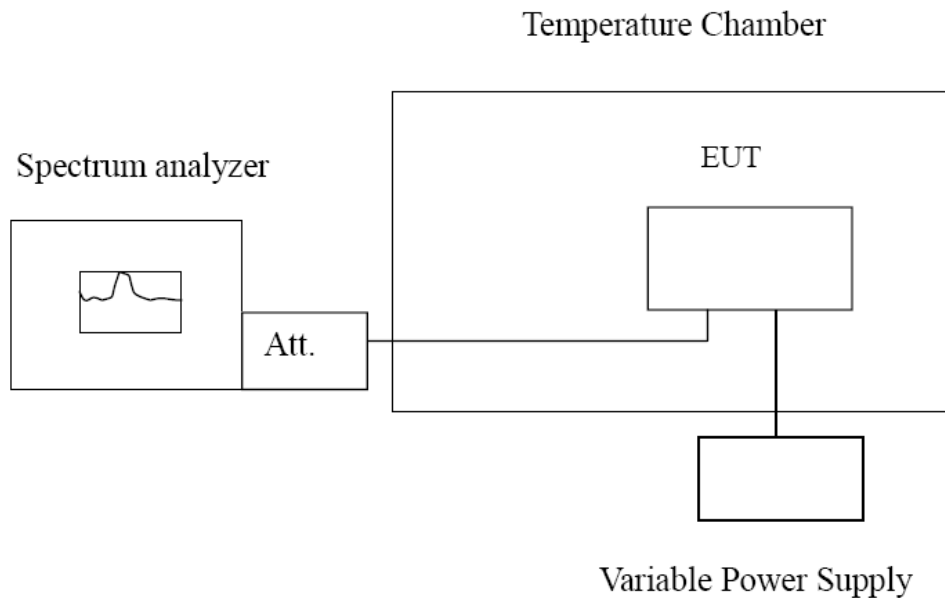 Temperature Chamber
Spectrum analyzer
EUT
Att.
Variable Power Supply